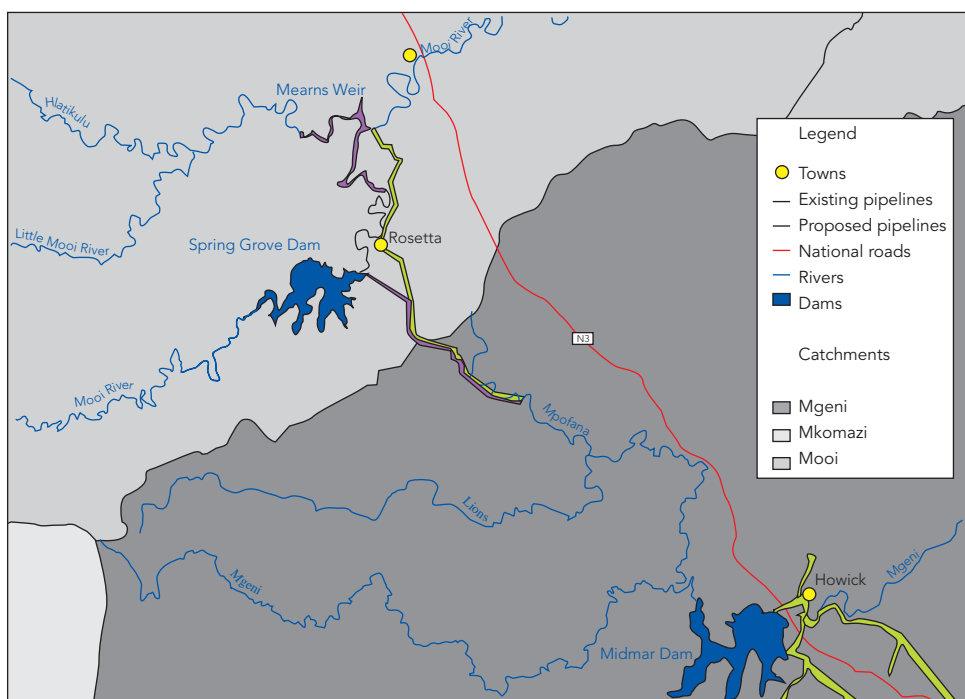 Mooi River
Mearns Weir
Hlatikulu
Little Mooi River
Spring Grove Dam
Rosetta
Mooi River
N3
Mpofana
Lions
Mgeni
Midmar Dam
Howick
Mgeni
Legend
Towns
Existing pipelines
Proposed pipelines
National roads
Rivers
Dams
Catchments
Mgeni
Mkomazi
Mooi